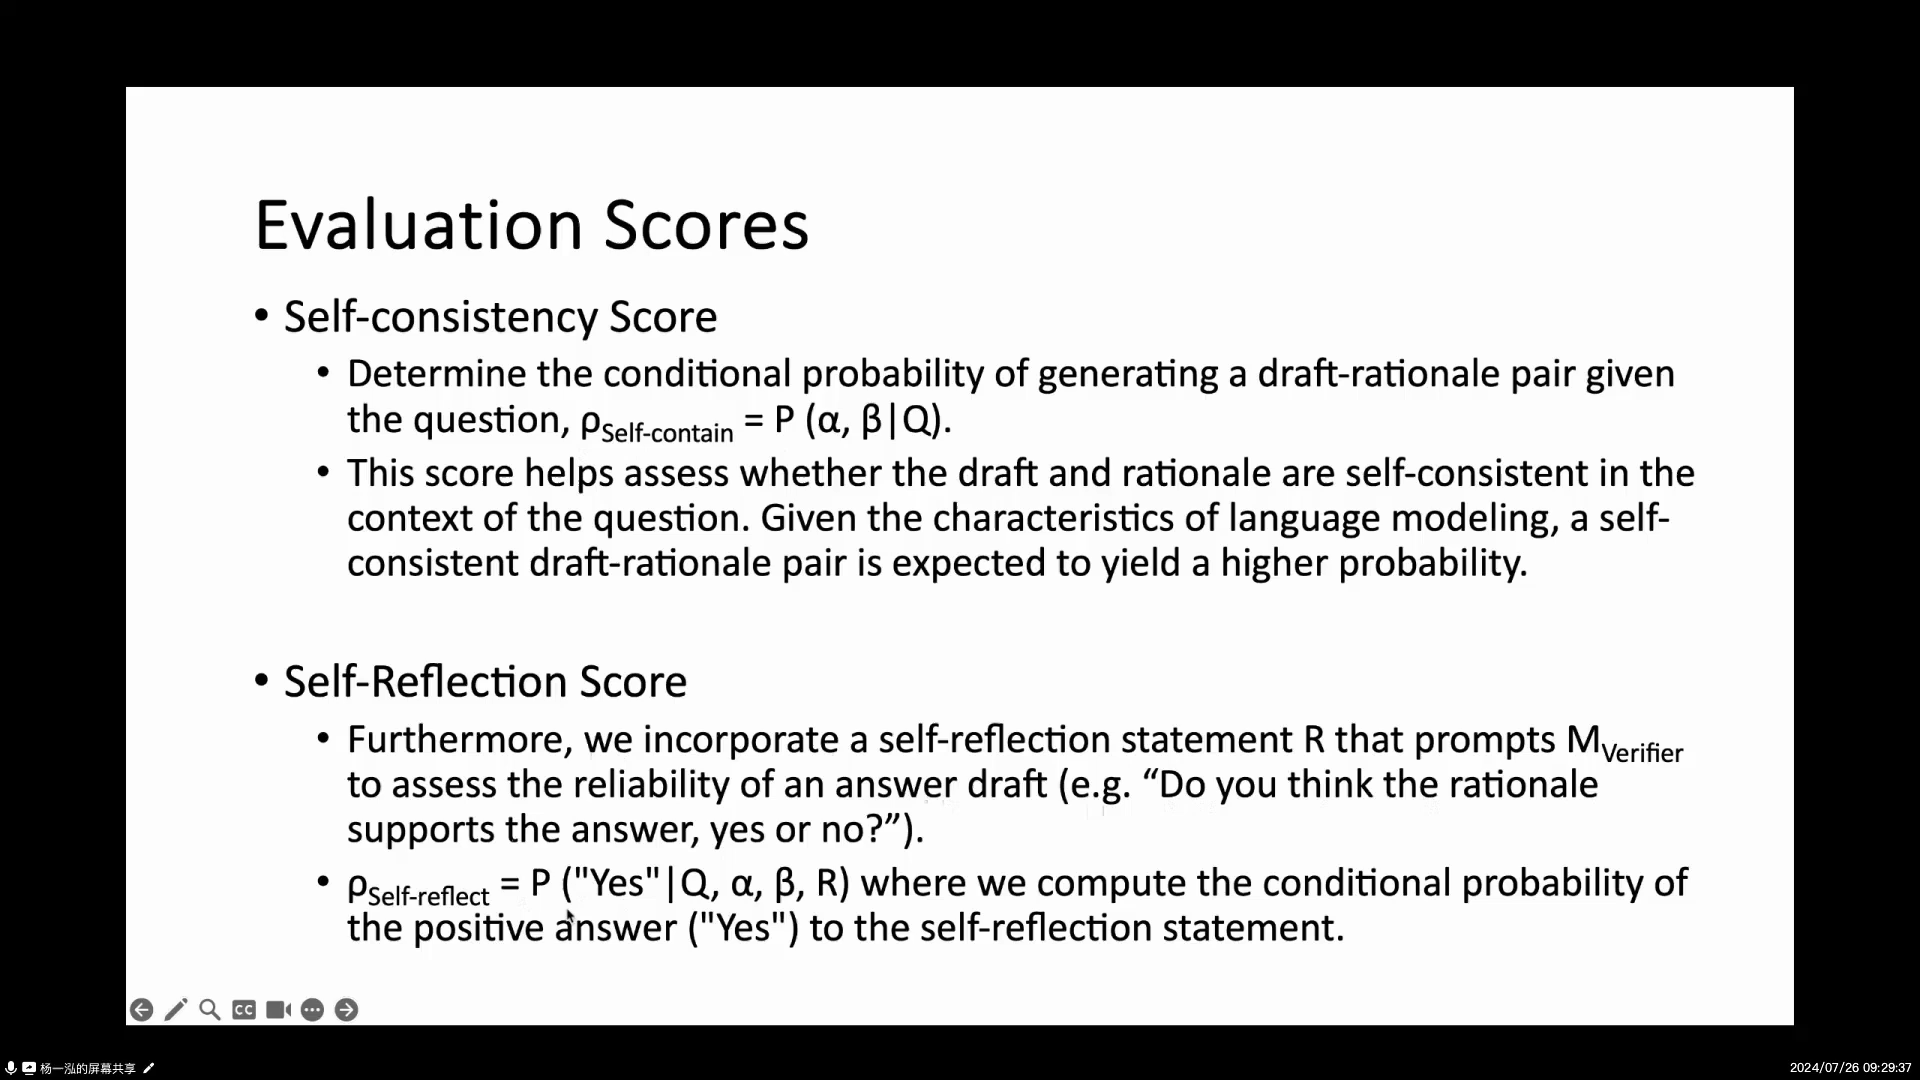 Evaluation Scores
• Self-consistency Score
• Determine the conditional probability of generating a draft-rationale pair given
the question, ρSelf-contain = P (α, β|Q).
• This score helps assess whether the draft and rationale are self-consistent in the
context of the question. Given the characteristics of language modeling, a self-
consistent draft-rationale pair is expected to yield a higher probability.
• Self-Reflection Score
• Furthermore, we incorporate a self-reflection statement R that prompts MVerifier
to assess the reliability of an answer draft (e.g. “Do you think the rationale
supports the answer, yes or no?”).
• ρSelf-reflect = P ("Yes"|Q, α, β, R) where we compute the conditional probability of
the positive answer ("Yes") to the self-reflection statement.
CC
杨一泓的屏幕共享
2024/07/26 09:29:37